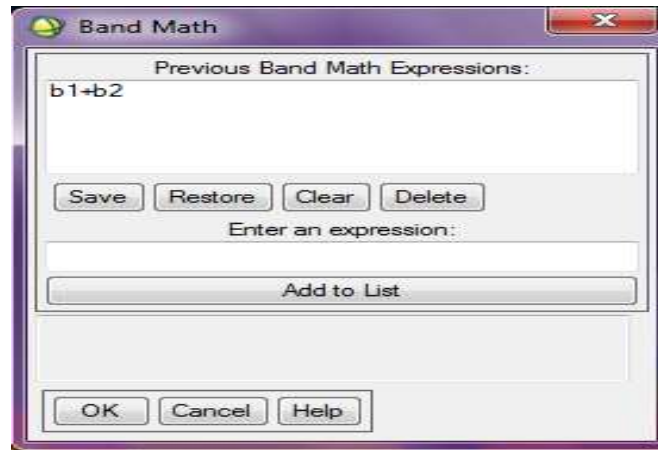 Band Math
Previous Band Math Expressions:
b1+b2
Save Restore Clear Delete
Enter an expression:
Add to List
OK Cancel Help